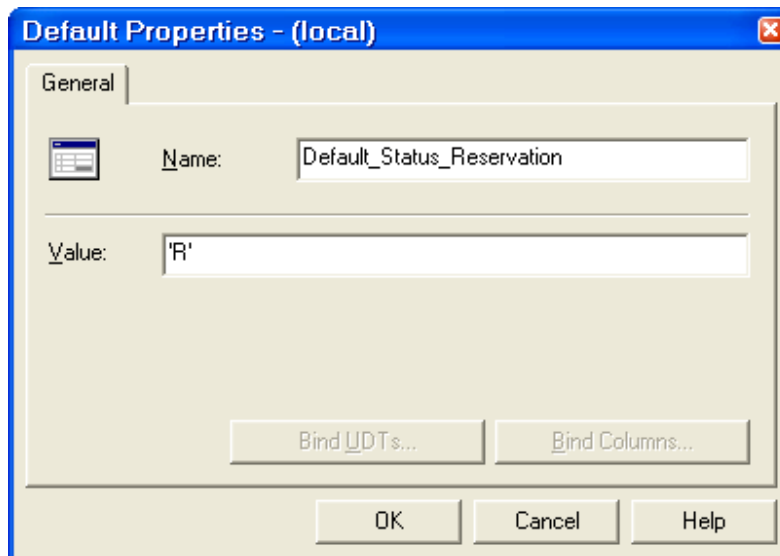 Default Properties - (local)
General
Name: Default_Status_Reservation
Value: 'R'
Bind UDTs... Bind Columns...
OK Cancel Help